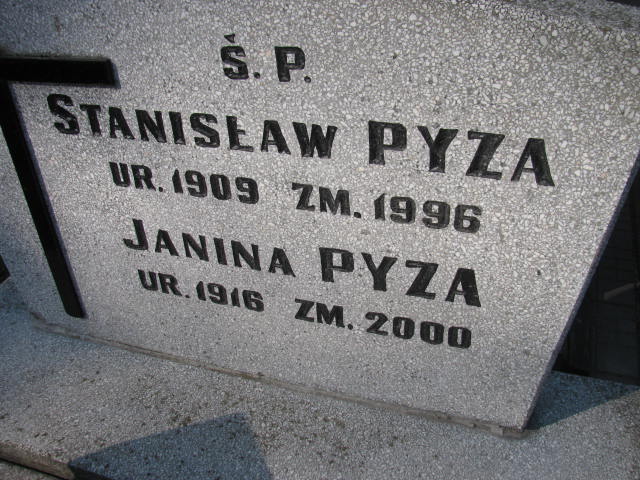 Ś. P.
STANISŁAW PYZA
UR. 1909 ZM. 1996
JANINA PYZA
UR. 1916 ZM. 2000